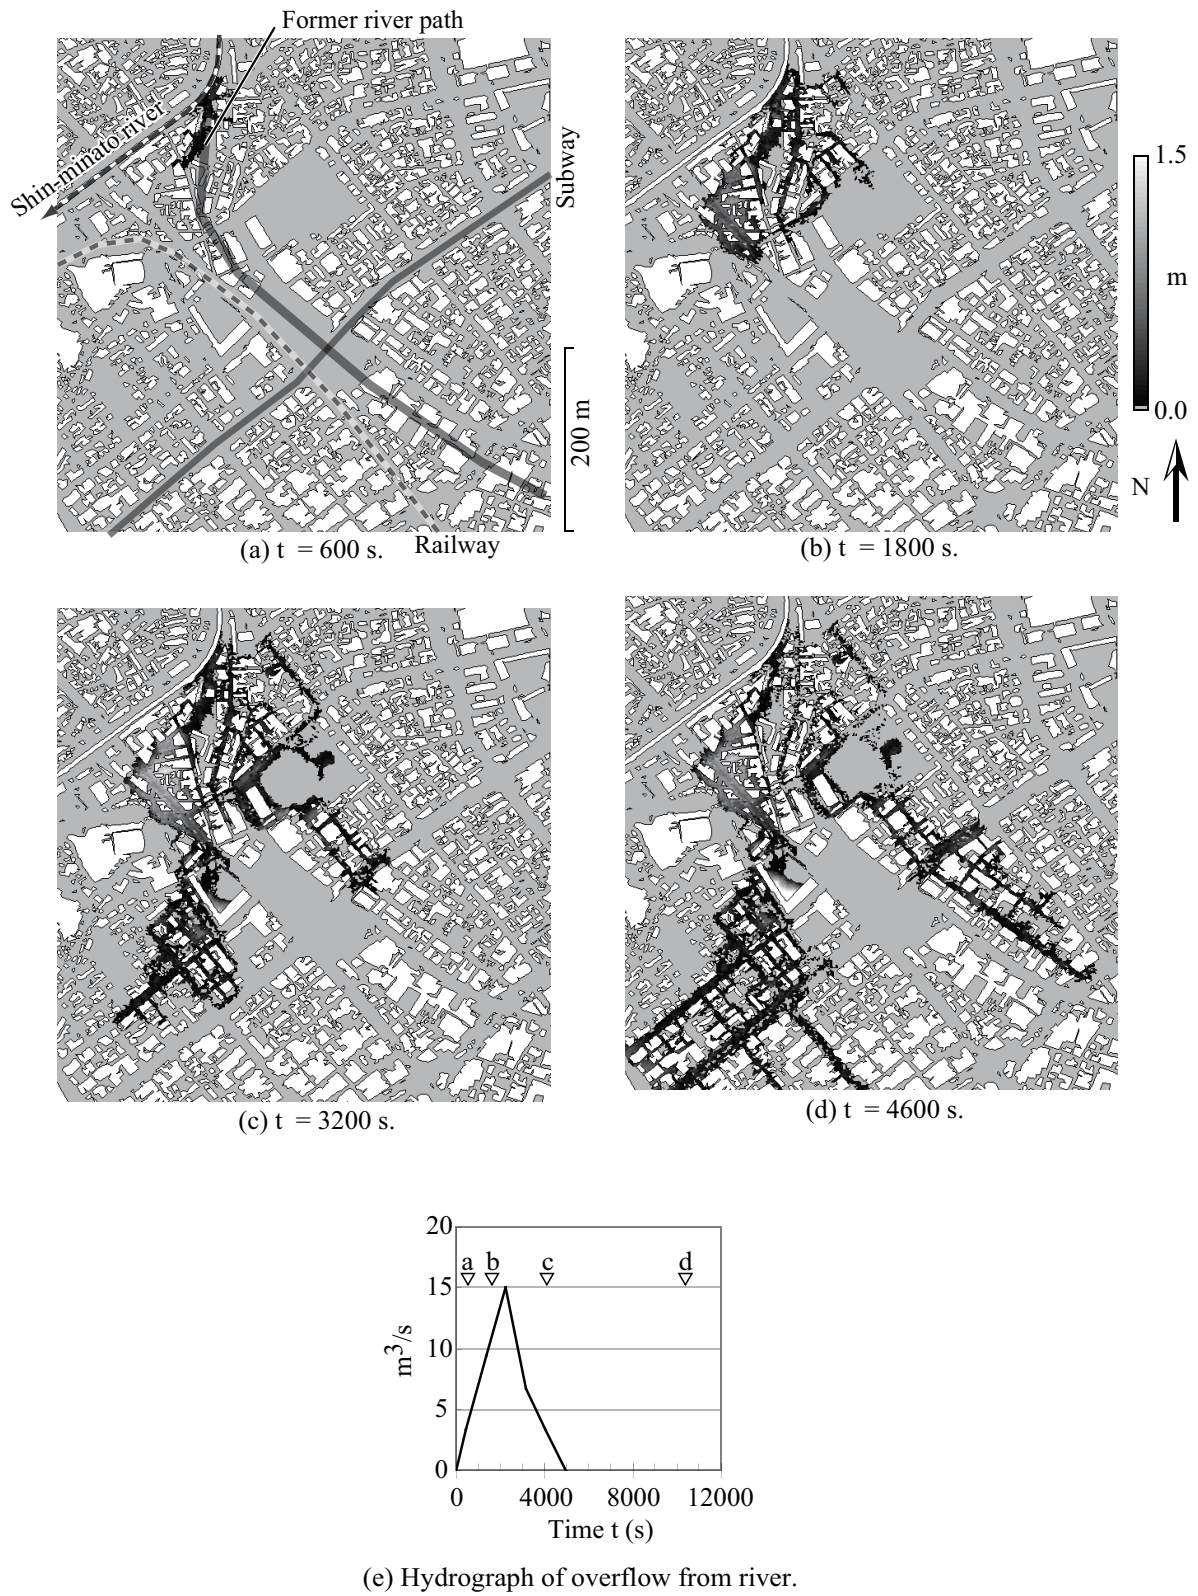 Former river path
Shin-minato river
Subway
200 m
(a) t = 600 s.
Railway
(b) t = 1800 s.
1.5
m
0.0
N
(c) t = 3200 s.
(d) t = 4600 s.
20
15
10
5
0
m3/s
a
b
c
d
0
4000
8000
12000
Time t (s)
(e) Hydrograph of overflow from river.